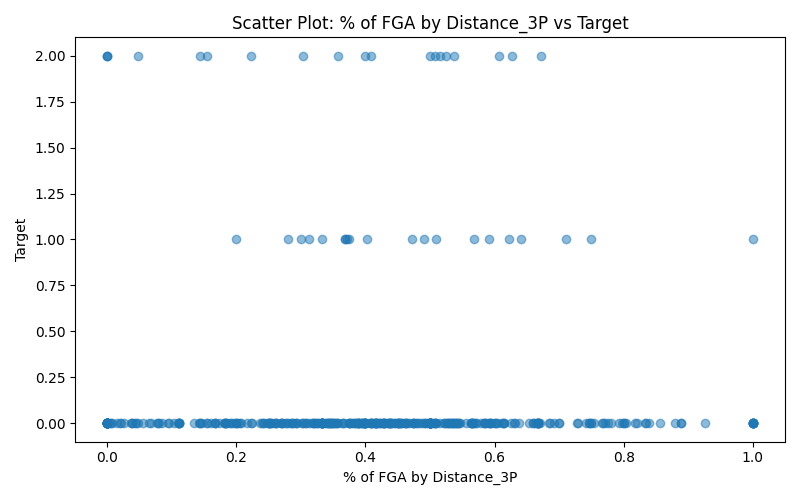 Scatter Plot: % of FGA by Distance_3P vs Target
2.00
1.75
1.50
1.25
1.00
0.75
0.50
0.25
0.00
Target
0.0 0.2 0.4 0.6 0.8 1.0
% of FGA by Distance_3P